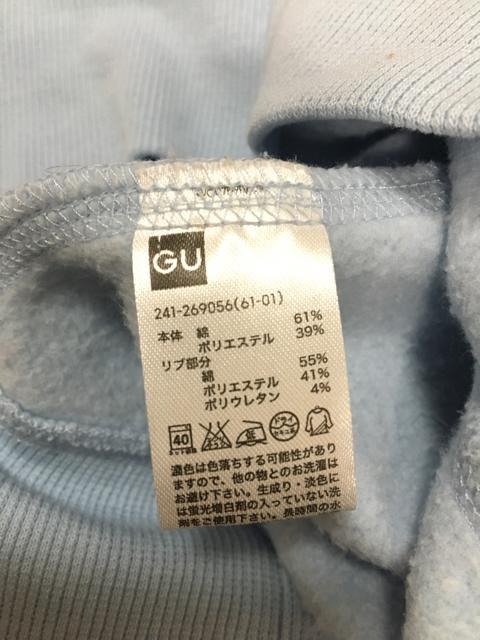 GU
241-269056(61-01)
本体 綿 61%
ポリエステル 39%
リブ部分
綿 55%
ポリエステル 41%
ポリウレタン 4%
40
濃色は色落ちする可能性があり
ますので、他の物とのお洗濯は
お避け下さい。生成り・淡色に
は蛍光増白剤の入っていない洗
剤をご使用下さい。長時間の水